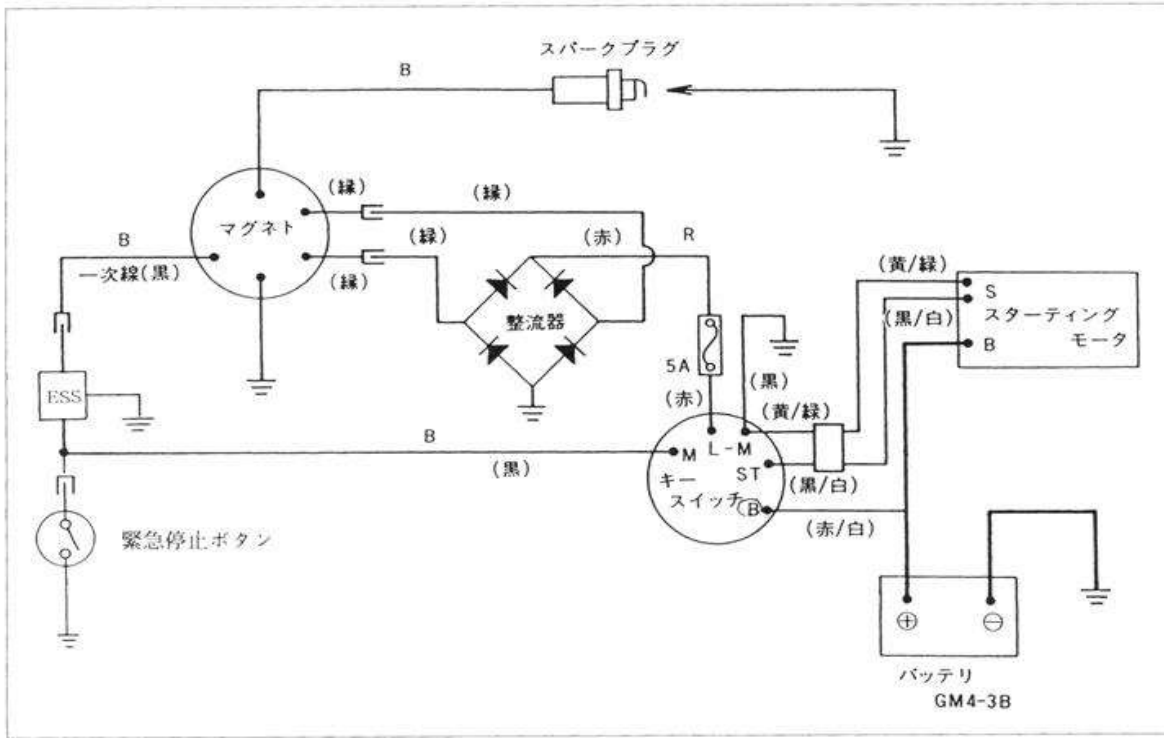 スパークプラグ
B
(縁)
(縁)
マグネト
(緑)
(赤)
R
B
一次線(黒)
(縁)
(黄/緑)
S
スターティング
モータ
(黒/白)
B
整流器
5A
(黒)
(赤)
(黄/緑)
ESS
B
(黒)
M
L-M
ST
キー
スイッチ
B
(黒/白)
(赤/白)
緊急停止ボタン
⊕
⊖
バッテリ
GM4-3B